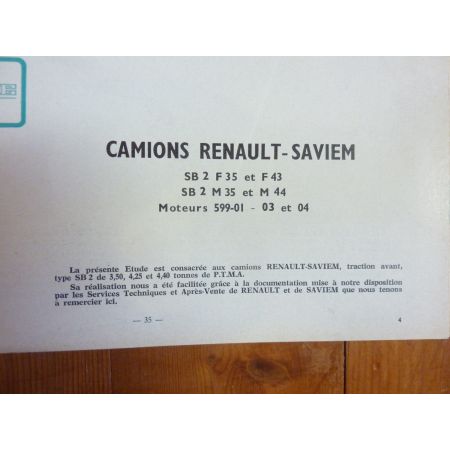 CAMIONS RENAULT-SAVIEM
SB 2 F 35 et F 43
SB 2 M 35 et M 44
Moteurs 599-01 - 03 et 04
La présente Etude est consacrée aux camions RENAULT-SAVIEM, traction avant,
type SB 2 de 3,50, 4,25 et 4,40 tonnes de P.T.M.A.
Sa réalisation nous a été facilitée grâce à la documentation mise à notre disposition
par les Services Techniques et Après-Vente de RENAULT et de SAVIEM que nous tenons
à remercier ici.
— 35 —
4